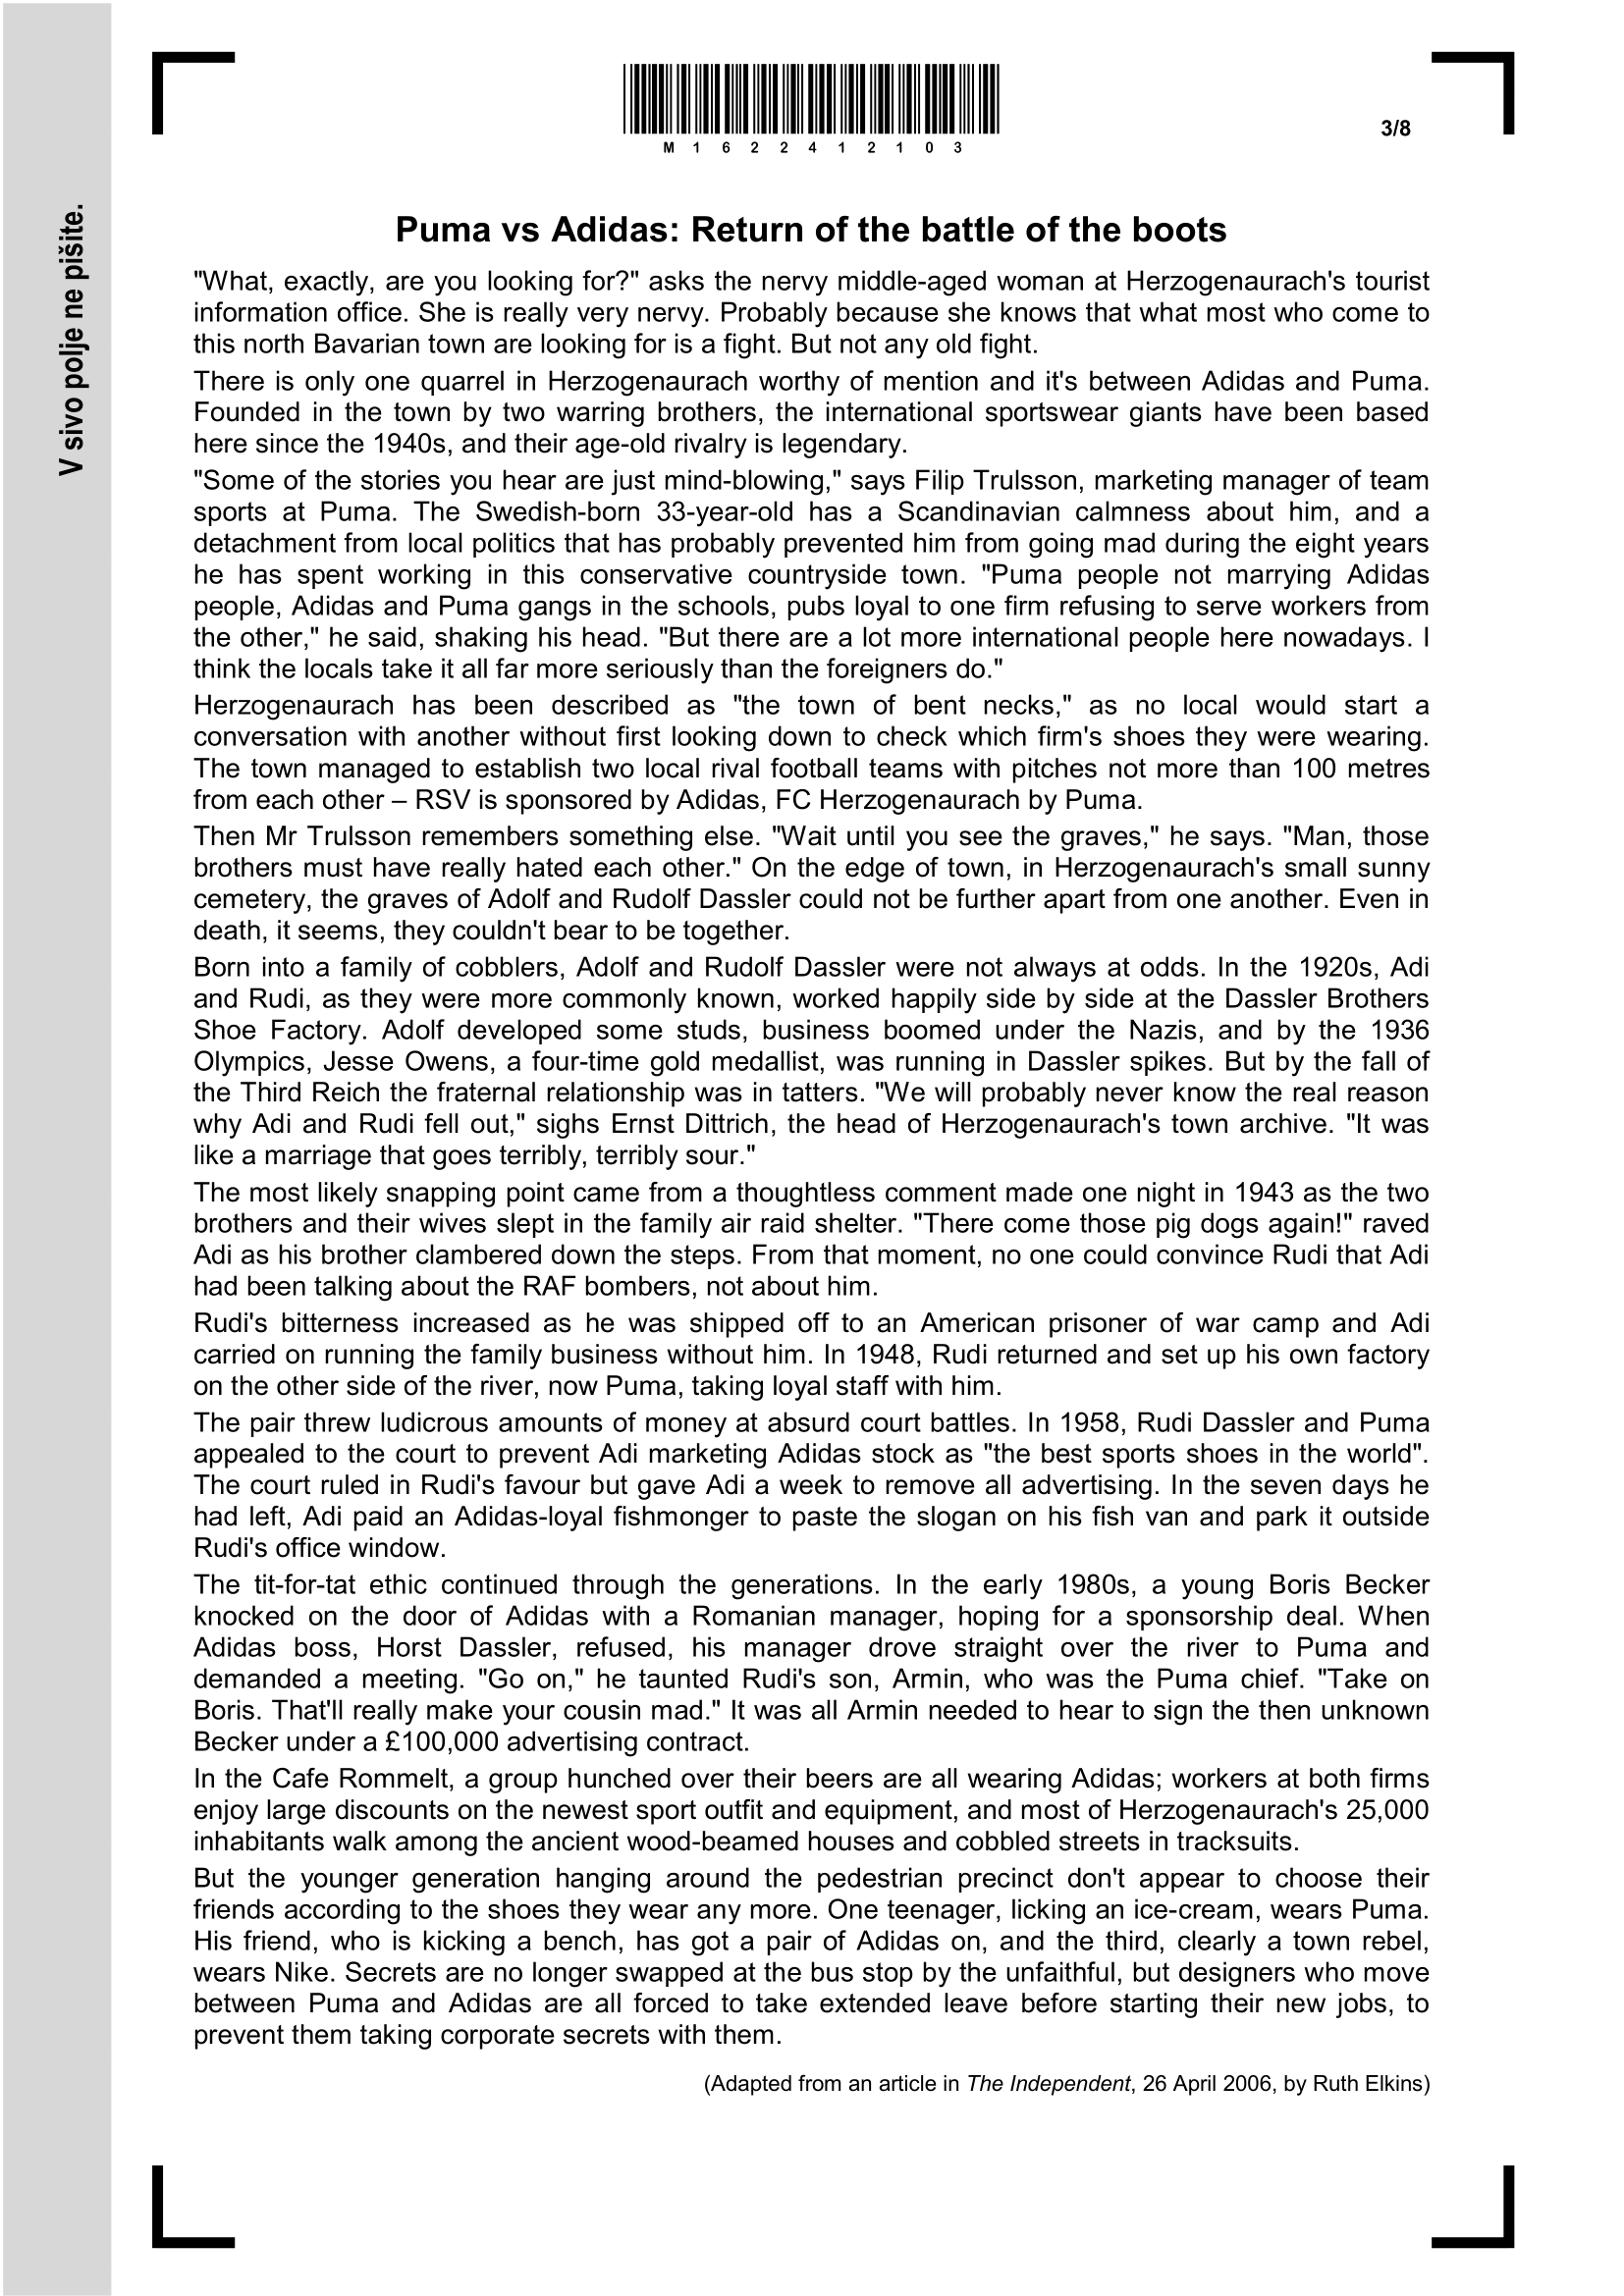 M 1 6 2 2 4 1 2 1 0 3
3/8
V sivo polje ne pišite.
Puma vs Adidas: Return of the battle of the boots
"What, exactly, are you looking for?" asks the nervy middle-aged woman at Herzogenaurach's tourist
information office. She is really very nervy. Probably because she knows that what most who come to
this north Bavarian town are looking for is a fight. But not any old fight.
There is only one quarrel in Herzogenaurach worthy of mention and it's between Adidas and Puma.
Founded in the town by two warring brothers, the international sportswear giants have been based
here since the 1940s, and their age-old rivalry is legendary.
"Some of the stories you hear are just mind-blowing," says Filip Trulsson, marketing manager of team
sports at Puma. The Swedish-born 33-year-old has a Scandinavian calmness about him, and a
detachment from local politics that has probably prevented him from going mad during the eight years
he has spent working in this conservative countryside town. "Puma people not marrying Adidas
people, Adidas and Puma gangs in the schools, pubs loyal to one firm refusing to serve workers from
the other," he said, shaking his head. "But there are a lot more international people here nowadays. I
think the locals take it all far more seriously than the foreigners do."
Herzogenaurach has been described as "the town of bent necks," as no local would start a
conversation with another without first looking down to check which firm's shoes they were wearing.
The town managed to establish two local rival football teams with pitches not more than 100 metres
from each other – RSV is sponsored by Adidas, FC Herzogenaurach by Puma.
Then Mr Trulsson remembers something else. "Wait until you see the graves," he says. "Man, those
brothers must have really hated each other." On the edge of town, in Herzogenaurach's small sunny
cemetery, the graves of Adolf and Rudolf Dassler could not be further apart from one another. Even in
death, it seems, they couldn't bear to be together.
Born into a family of cobblers, Adolf and Rudolf Dassler were not always at odds. In the 1920s, Adi
and Rudi, as they were more commonly known, worked happily side by side at the Dassler Brothers
Shoe Factory. Adolf developed some studs, business boomed under the Nazis, and by the 1936
Olympics, Jesse Owens, a four-time gold medallist, was running in Dassler spikes. But by the fall of
the Third Reich the fraternal relationship was in tatters. "We will probably never know the real reason
why Adi and Rudi fell out," sighs Ernst Dittrich, the head of Herzogenaurach's town archive. "It was
like a marriage that goes terribly, terribly sour."
The most likely snapping point came from a thoughtless comment made one night in 1943 as the two
brothers and their wives slept in the family air raid shelter. "There come those pig dogs again!" raved
Adi as his brother clambered down the steps. From that moment, no one could convince Rudi that Adi
had been talking about the RAF bombers, not about him.
Rudi's bitterness increased as he was shipped off to an American prisoner of war camp and Adi
carried on running the family business without him. In 1948, Rudi returned and set up his own factory
on the other side of the river, now Puma, taking loyal staff with him.
The pair threw ludicrous amounts of money at absurd court battles. In 1958, Rudi Dassler and Puma
appealed to the court to prevent Adi marketing Adidas stock as "the best sports shoes in the world".
The court ruled in Rudi's favour but gave Adi a week to remove all advertising. In the seven days he
had left, Adi paid an Adidas-loyal fishmonger to paste the slogan on his fish van and park it outside
Rudi's office window.
The tit-for-tat ethic continued through the generations. In the early 1980s, a young Boris Becker
knocked on the door of Adidas with a Romanian manager, hoping for a sponsorship deal. When
Adidas boss, Horst Dassler, refused, his manager drove straight over the river to Puma and
demanded a meeting. "Go on," he taunted Rudi's son, Armin, who was the Puma chief. "Take on
Boris. That'll really make your cousin mad." It was all Armin needed to hear to sign the then unknown
Becker under a £100,000 advertising contract.
In the Cafe Rommelt, a group hunched over their beers are all wearing Adidas; workers at both firms
enjoy large discounts on the newest sport outfit and equipment, and most of Herzogenaurach's 25,000
inhabitants walk among the ancient wood-beamed houses and cobbled streets in tracksuits.
But the younger generation hanging around the pedestrian precinct don't appear to choose their
friends according to the shoes they wear any more. One teenager, licking an ice-cream, wears Puma.
His friend, who is kicking a bench, has got a pair of Adidas on, and the third, clearly a town rebel,
wears Nike. Secrets are no longer swapped at the bus stop by the unfaithful, but designers who move
between Puma and Adidas are all forced to take extended leave before starting their new jobs, to
prevent them taking corporate secrets with them.
(Adapted from an article in The Independent, 26 April 2006, by Ruth Elkins)